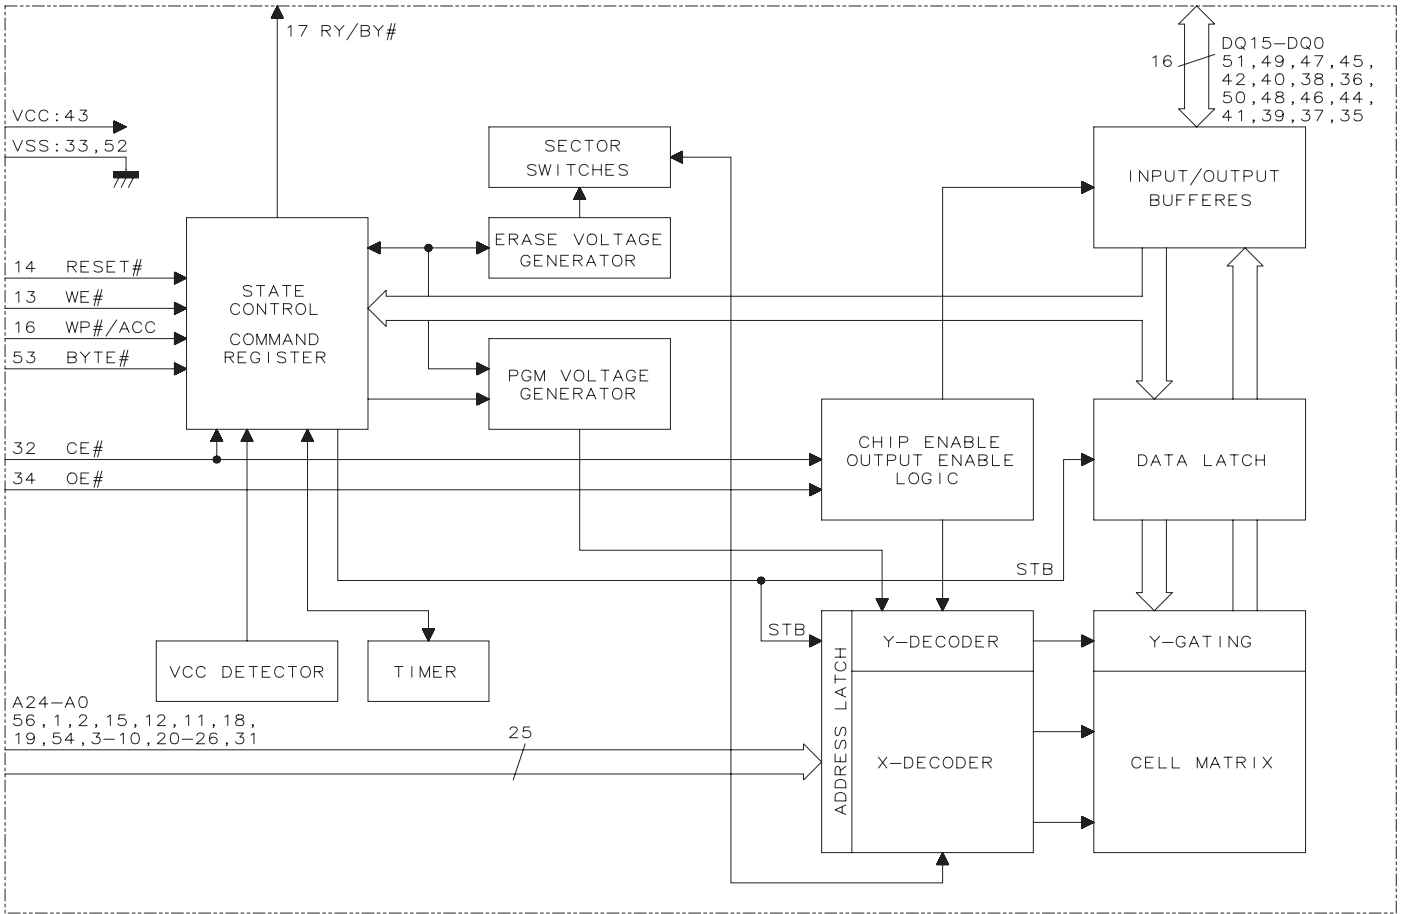 17 RY/BY#
DQ15-DQ0
16
51,49,47,45,
42,40,38,36,
50,48,46,44,
41,39,37,35
VCC:43
VSS:33,52
SECTOR
SWITCHES
INPUT/OUTPUT
BUFFERES
ERASE VOLTAGE
GENERATOR
14 RESET#
13 WE#
16 WP#/ACC
53 BYTE#
STATE
CONTROL
COMMAND
REGISTER
PGM VOLTAGE
GENERATOR
32 CE#
34 OE#
CHIP ENABLE
OUTPUT ENABLE
LOGIC
DATA LATCH
STB
STB
VCC DETECTOR
TIMER
ADDRESS LATCH
Y-DECODER
Y-GATING
A24-A0
56,1,2,15,12,11,18,
19,54,3-10,20-26,31
25
X-DECODER
CELL MATRIX